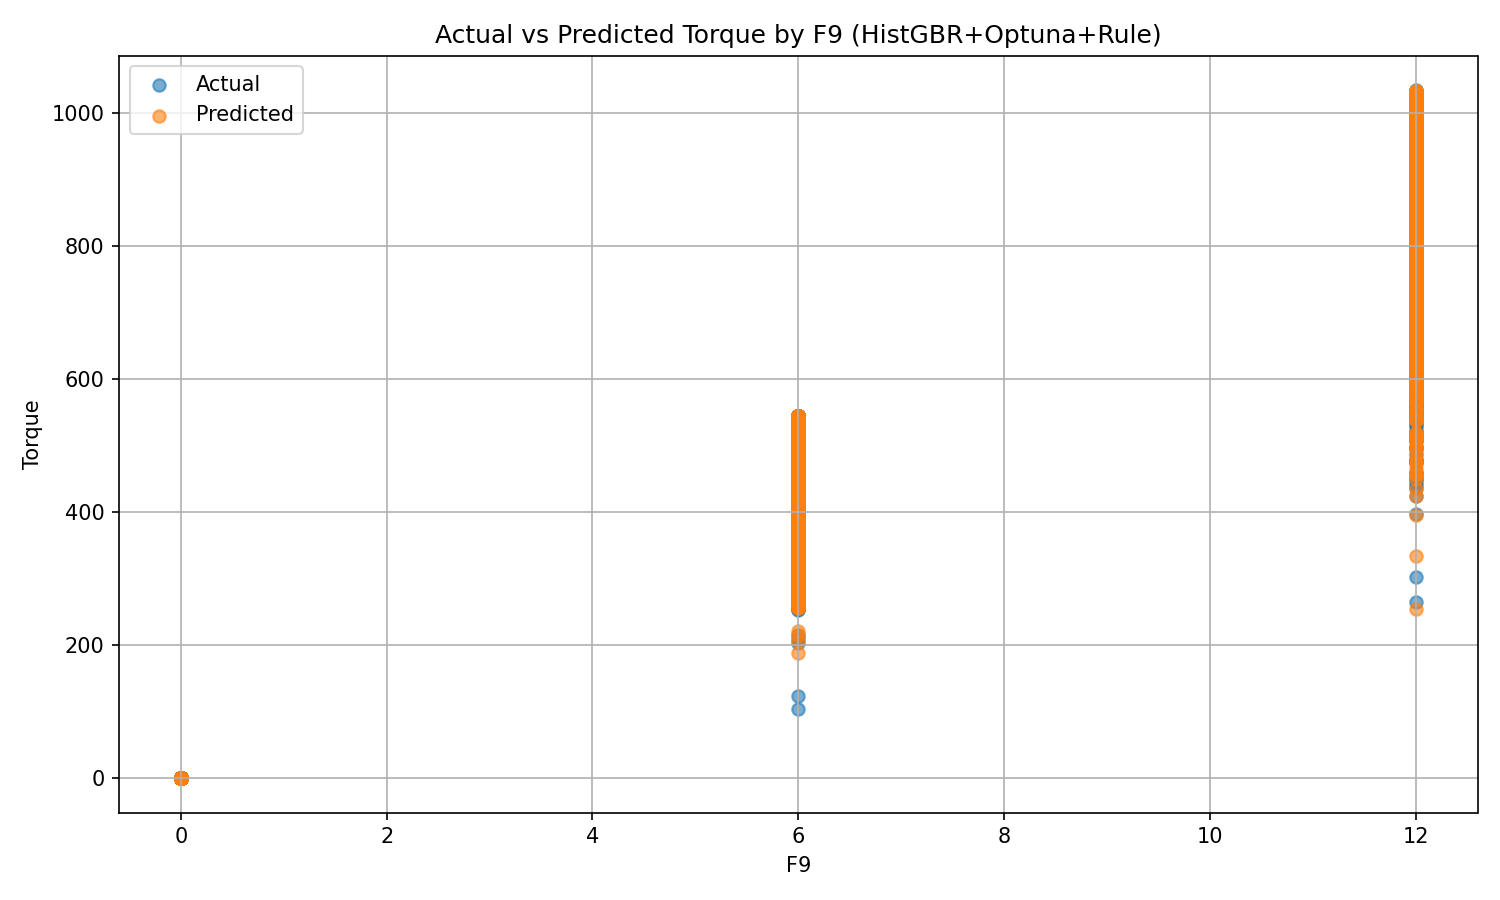 Actual vs Predicted Torque by F9 (HistGBR+Optuna+Rule)
Actual
Predicted
1000
800
600
400
200
0
Torque
0 2 4 6 8 10 12
F9